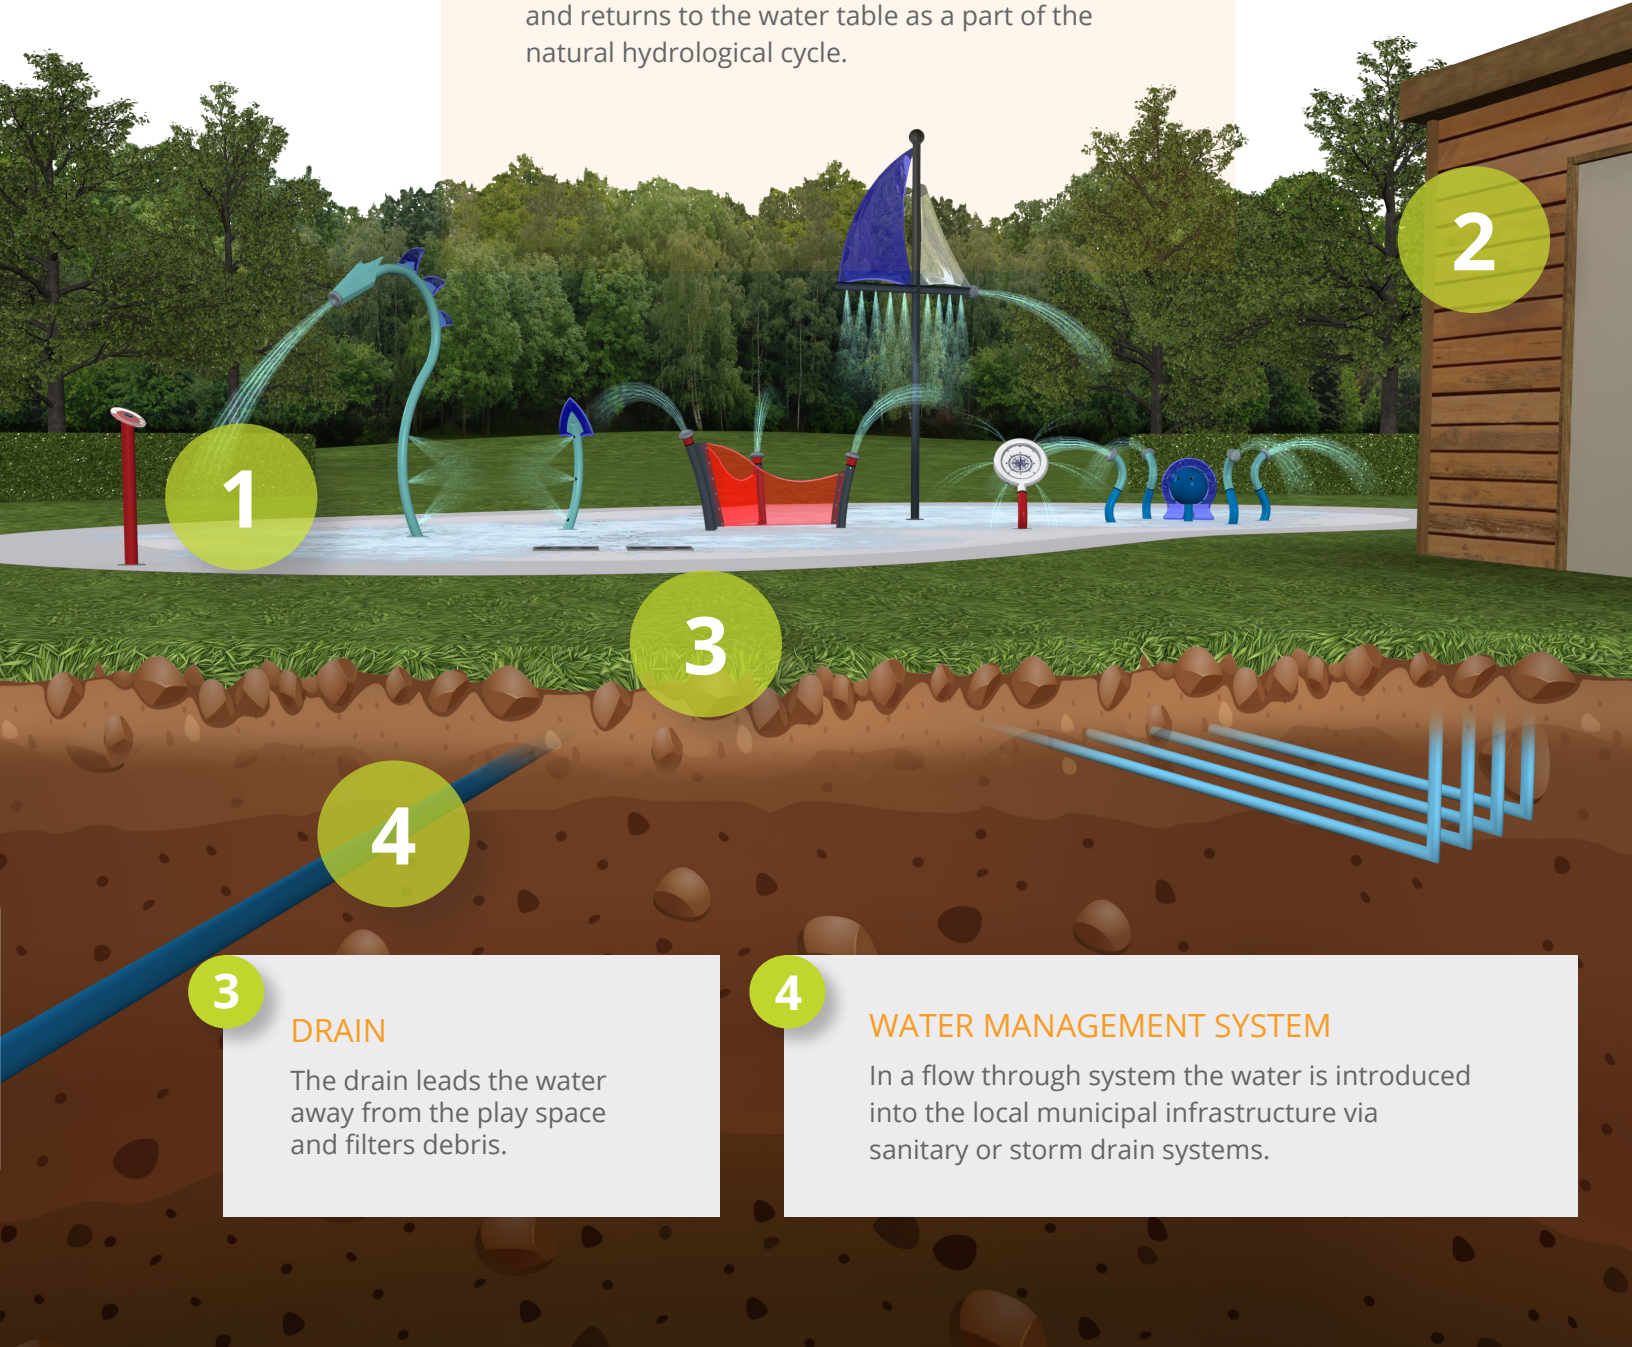 and returns to the water table as a part of the
natural hydrological cycle.
2
1
3
4
3
DRAIN
The drain leads the water
away from the play space
and filters debris.
4
WATER MANAGEMENT SYSTEM
In a flow through system the water is introduced
into the local municipal infrastructure via
sanitary or storm drain systems.